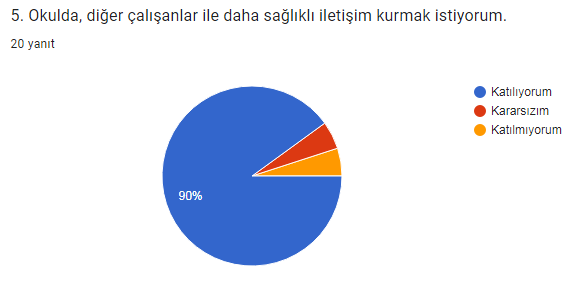 5. Okulda, diğer çalışanlar ile daha sağlıklı iletişim kurmak istiyorum.
20 yanıt
Katılıyorum
Kararsızım
Katılmıyorum
90%